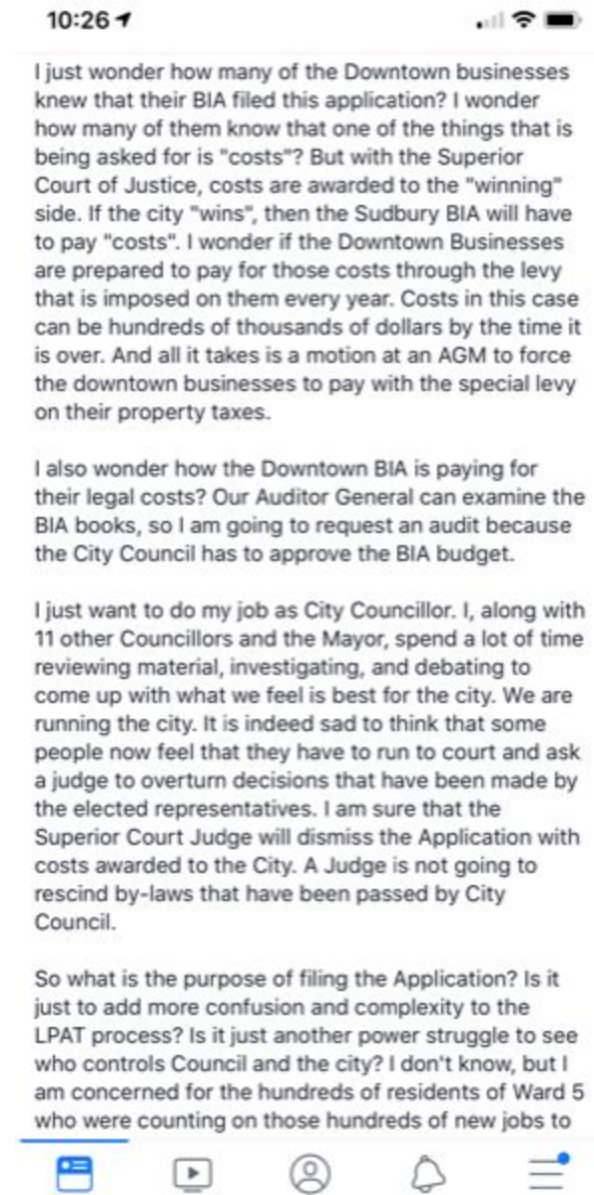 10:26
I just wonder how many of the Downtown businesses
knew that their BIA filed this application? I wonder
how many of them know that one of the things that is
being asked for is "costs"? But with the Superior
Court of Justice, costs are awarded to the "winning"
side. If the city "wins", then the Sudbury BIA will have
to pay "costs". I wonder if the Downtown Businesses
are prepared to pay for those costs through the levy
that is imposed on them every year. Costs in this case
can be hundreds of thousands of dollars by the time it
is over. And all it takes is a motion at an AGM to force
the downtown businesses to pay with the special levy
on their property taxes.
I also wonder how the Downtown BIA is paying for
their legal costs? Our Auditor General can examine the
BIA books, so I am going to request an audit because
the City Council has to approve the BIA budget.
I just want to do my job as City Councillor. I, along with
11 other Councillors and the Mayor, spend a lot of time
reviewing material, investigating, and debating to
come up with what we feel is best for the city. We are
running the city. It is indeed sad to think that some
people now feel that they have to run to court and ask
a judge to overturn decisions that have been made by
the elected representatives. I am sure that the
Superior Court Judge will dismiss the Application with
costs awarded to the City. A Judge is not going to
rescind by-laws that have been passed by City
Council.
So what is the purpose of filing the Application? Is it
just to add more confusion and complexity to the
LPAT process? Is it just another power struggle to see
who controls Council and the city? I don't know, but I
am concerned for the hundreds of residents of Ward 5
who were counting on those hundreds of new jobs to